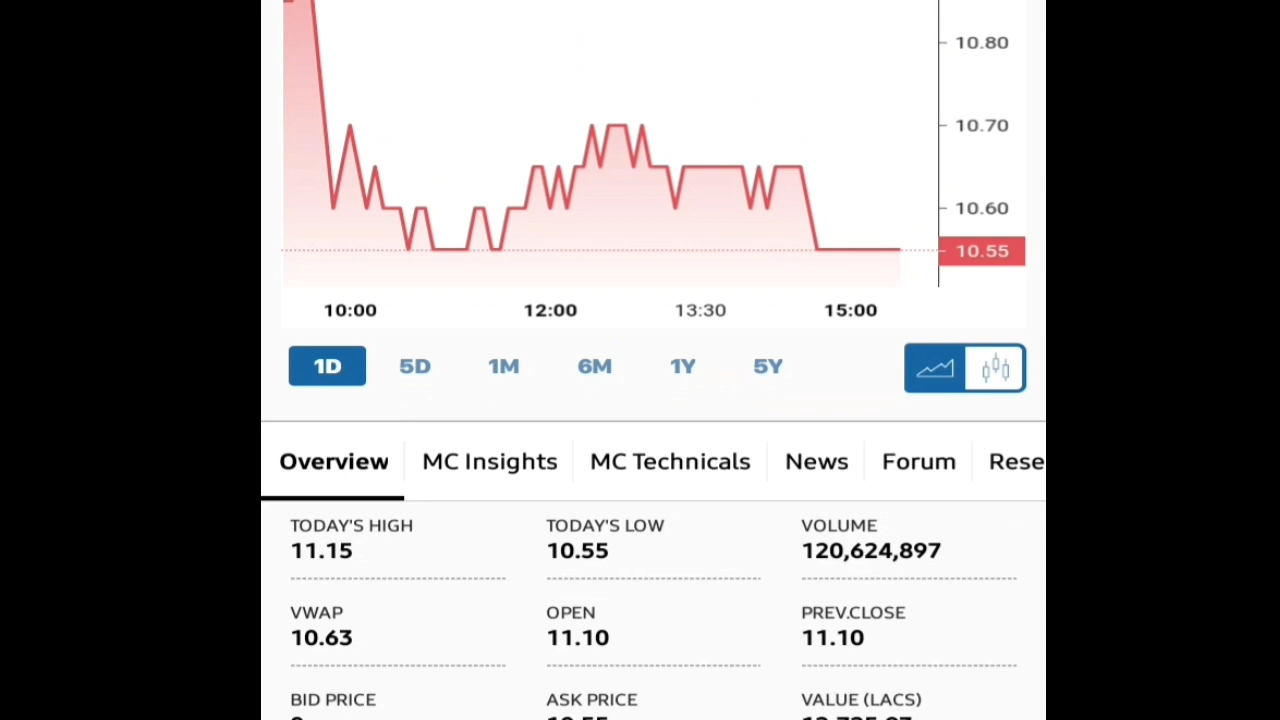 10.80
10.70
10.60
10.55
10:00 12:00 13:30 15:00
1D 5D 1M 6M 1Y 5Y
Overview MC Insights MC Technicals News Forum Rese
TODAY'S HIGH TODAY'S LOW VOLUME
11.15 10.55 120,624,897
VWAP OPEN PREV.CLOSE
10.63 11.10 11.10
BID PRICE ASK PRICE VALUE (LACS)